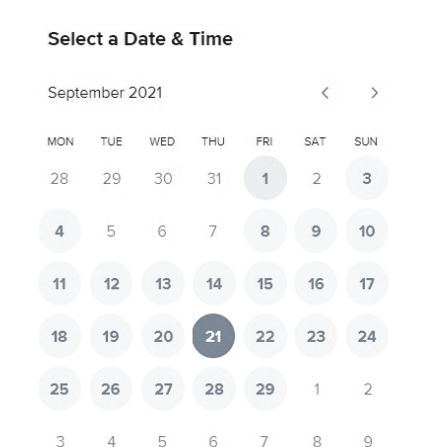 Select a Date & Time
September 2021
MON TUE WED THU FRI SAT SUN
28 29 30 31 1 2 3
4 5 6 7 8 9 10
11 12 13 14 15 16 17
18 19 20 21 22 23 24
25 26 27 28 29 1 2
3 4 5 6 7 8 9